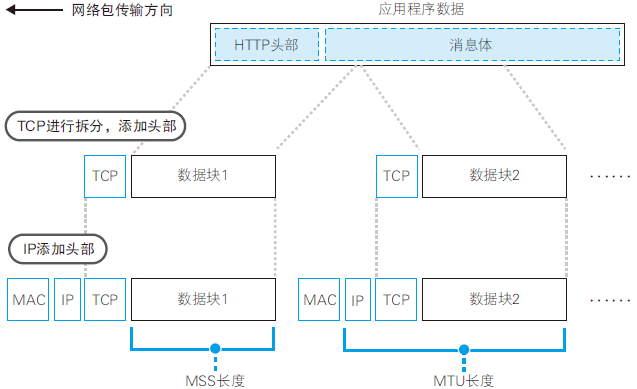 网络包传输方向
应用程序数据
HTTP头部 消息体
TCP进行拆分，添加头部
TCP 数据块1 TCP 数据块2 ······
IP添加头部
MAC IP TCP 数据块1 MAC IP TCP 数据块2 ······
MSS长度 MTU长度